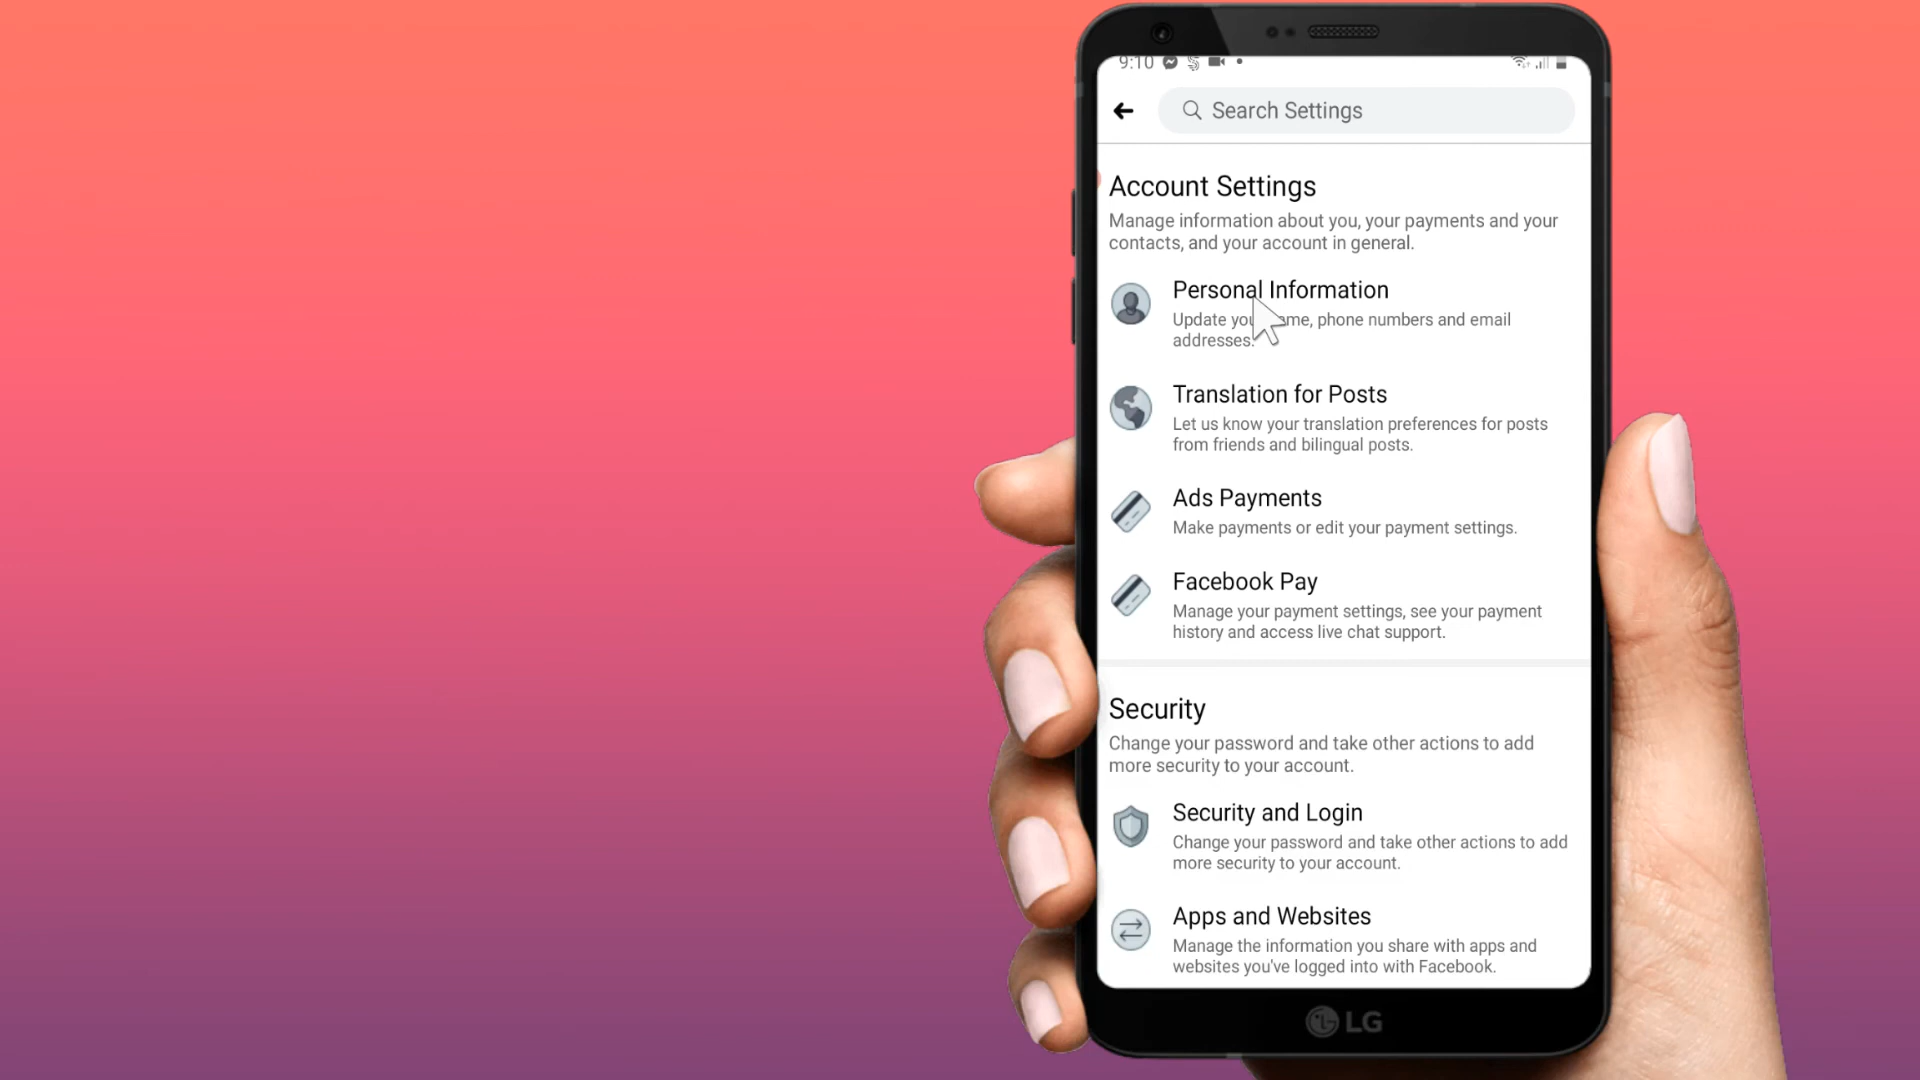 9:10
Search Settings
Account Settings
Manage information about you, your payments and your
contacts, and your account in general.
Personal Information
Update you ame, phone numbers and email
addresses.
Translation for Posts
Let us know your translation preferences for posts
from friends and bilingual posts.
Ads Payments
Make payments or edit your payment settings.
Facebook Pay
Manage your payment settings, see your payment
history and access live chat support.
Security
Change your password and take other actions to add
more security to your account.
Security and Login
Change your password and take other actions to add
more security to your account.
Apps and Websites
Manage the information you share with apps and
websites you've logged into with Facebook.
LG